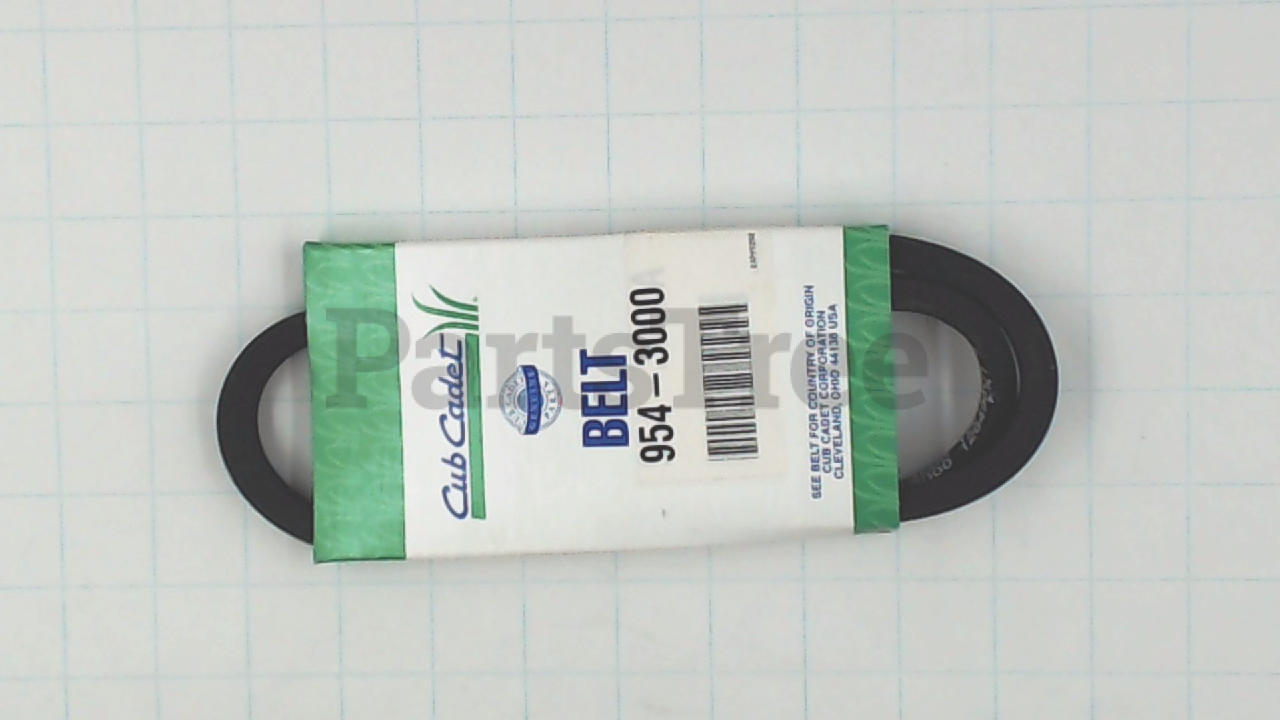 Cub Cadet
BELT
954-3000
SEE BELT FOR COUNTRY OF ORIGIN
CUB CADET CORPORATION
CLEVELAND, OHIO 44136 USA
PartsTree